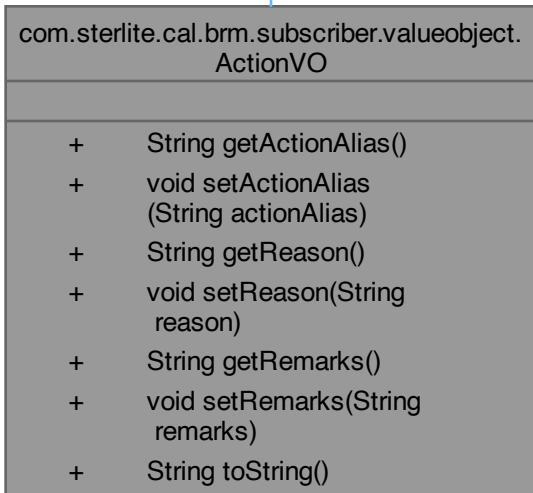 com.sterlite.cal.brm.subscriber.valueobject.
ActionVO
+ String getActionAlias()
+ void setActionAlias
(String actionAlias)
+ String getReason()
+ void setReason(String
reason)
+ String getRemarks()
+ void setRemarks(String
remarks)
+ String toString()